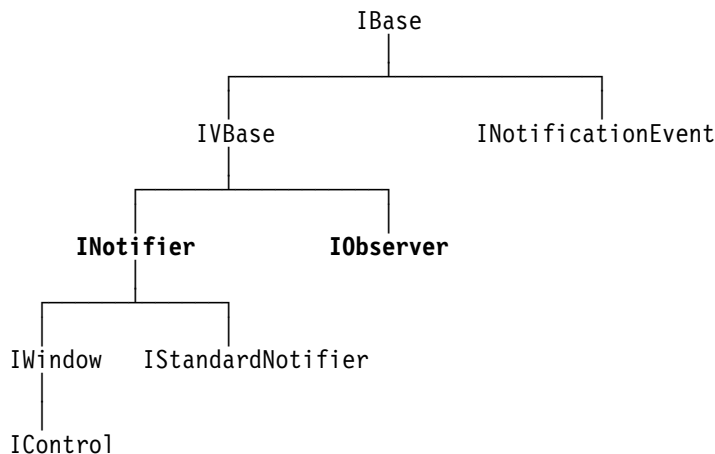 IBase
IVBase INotificationEvent
INotifier IObserver
IWindow IStandardNotifier
IControl